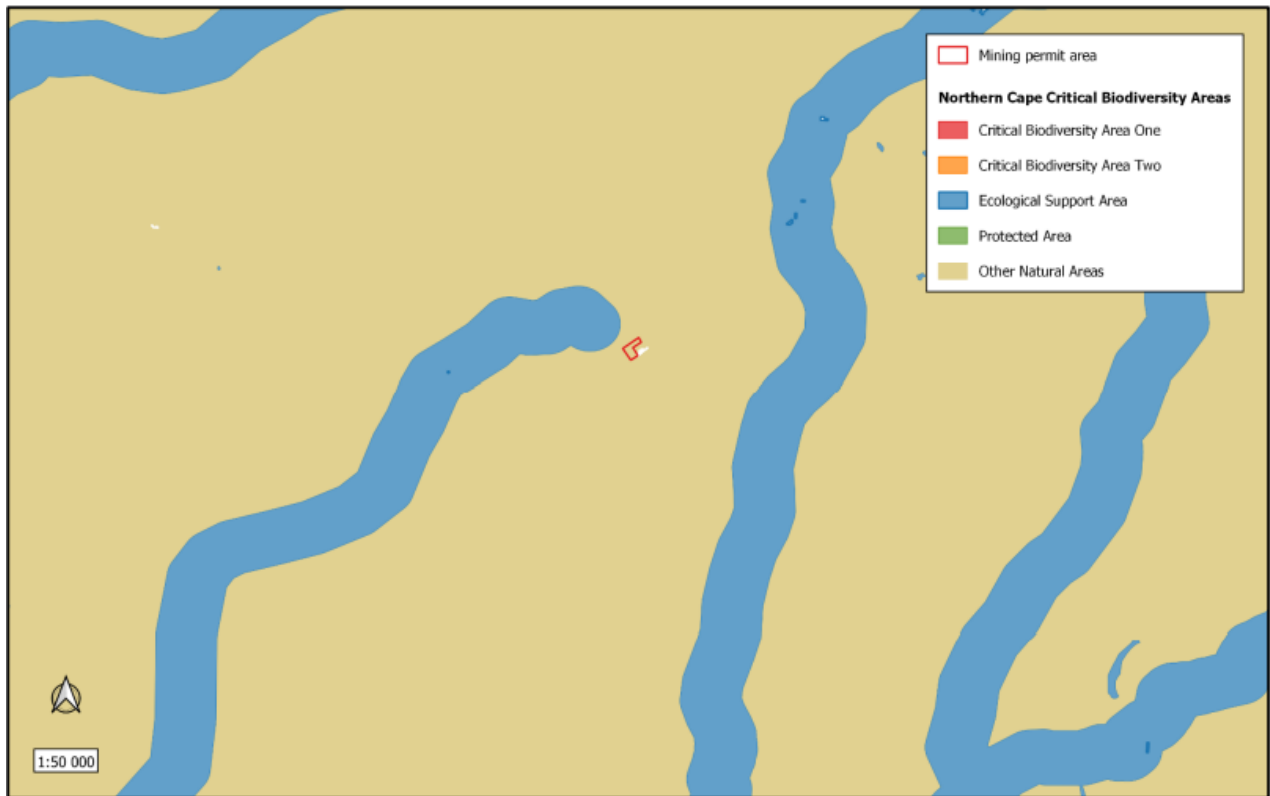 Mining permit area
Northern Cape Critical Biodiversity Areas
Critical Biodiversity Area One
Critical Biodiversity Area Two
Ecological Support Area
Protected Area
Other Natural Areas
1:50 000